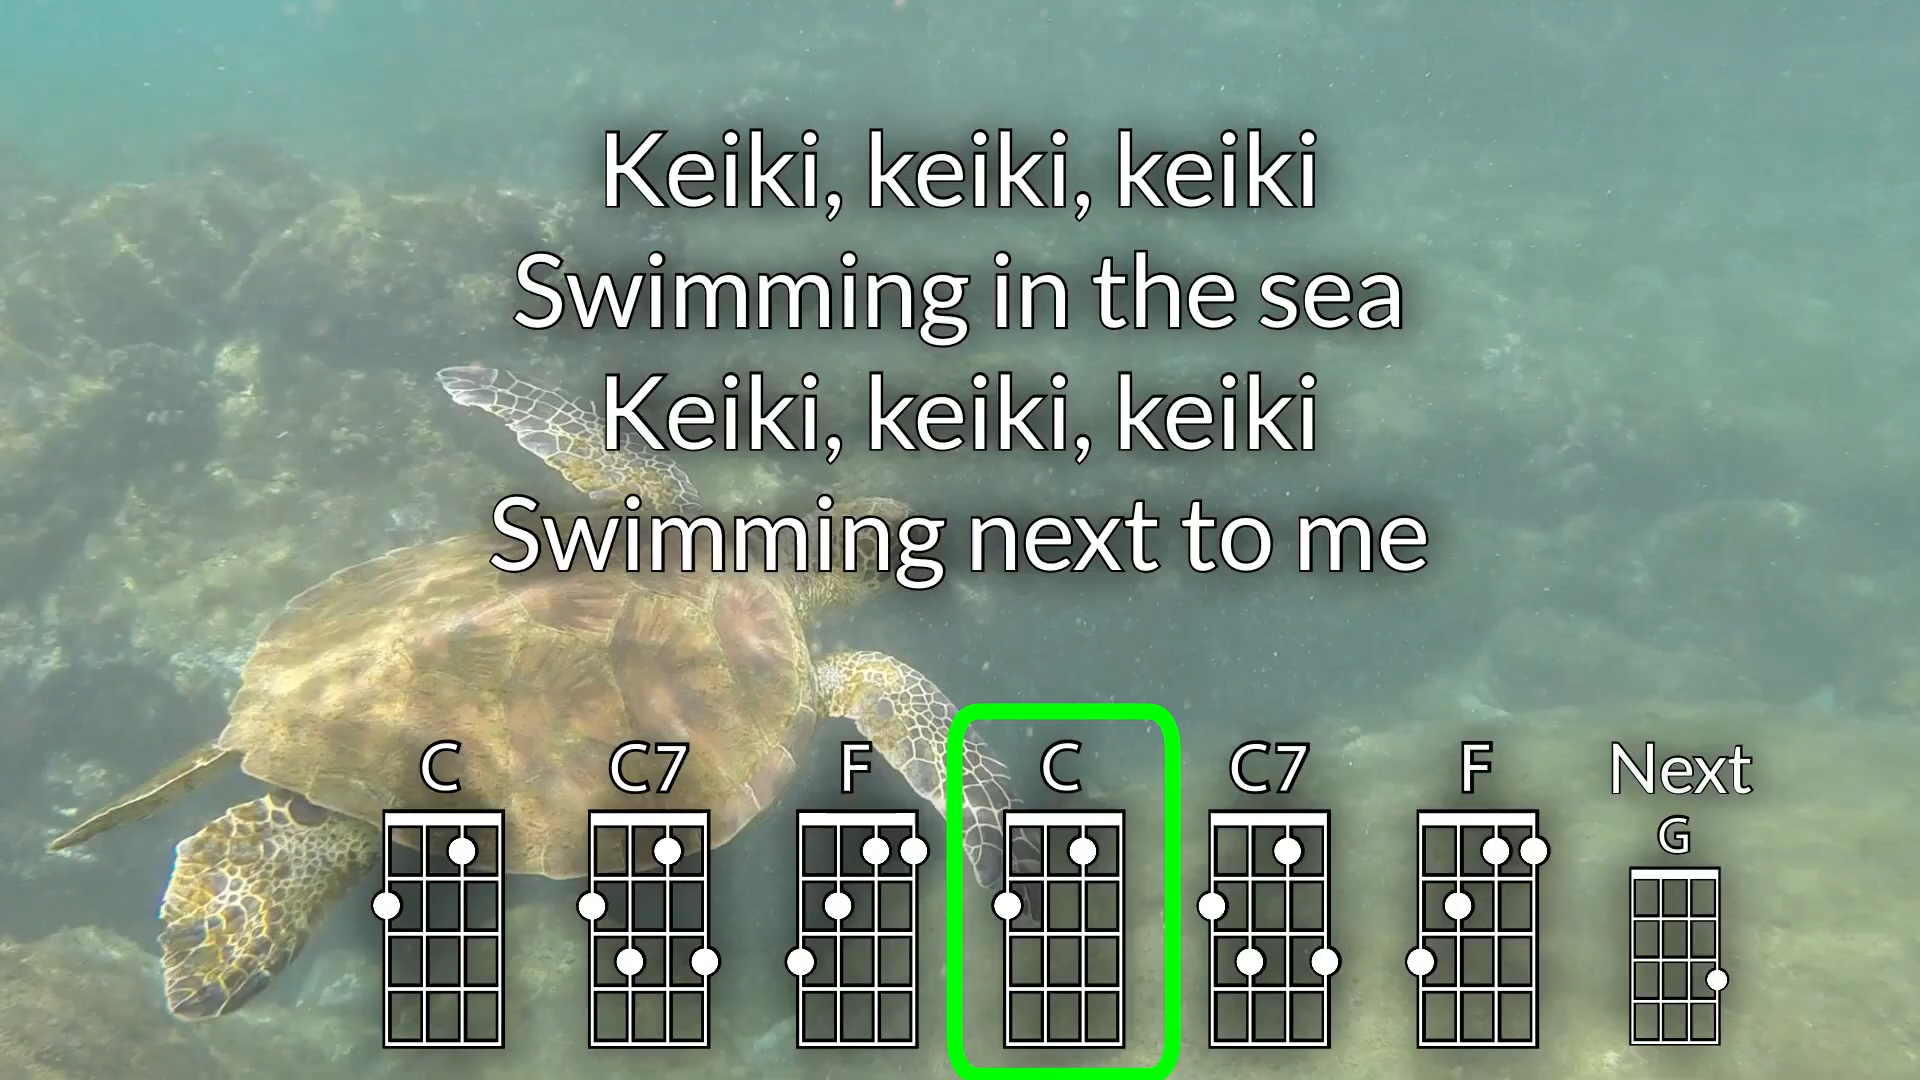 Keiki, keiki, keiki
Swimming in the sea
Keiki, keiki, keiki
Swimming next to me
C C7 F C C7 F Next
G